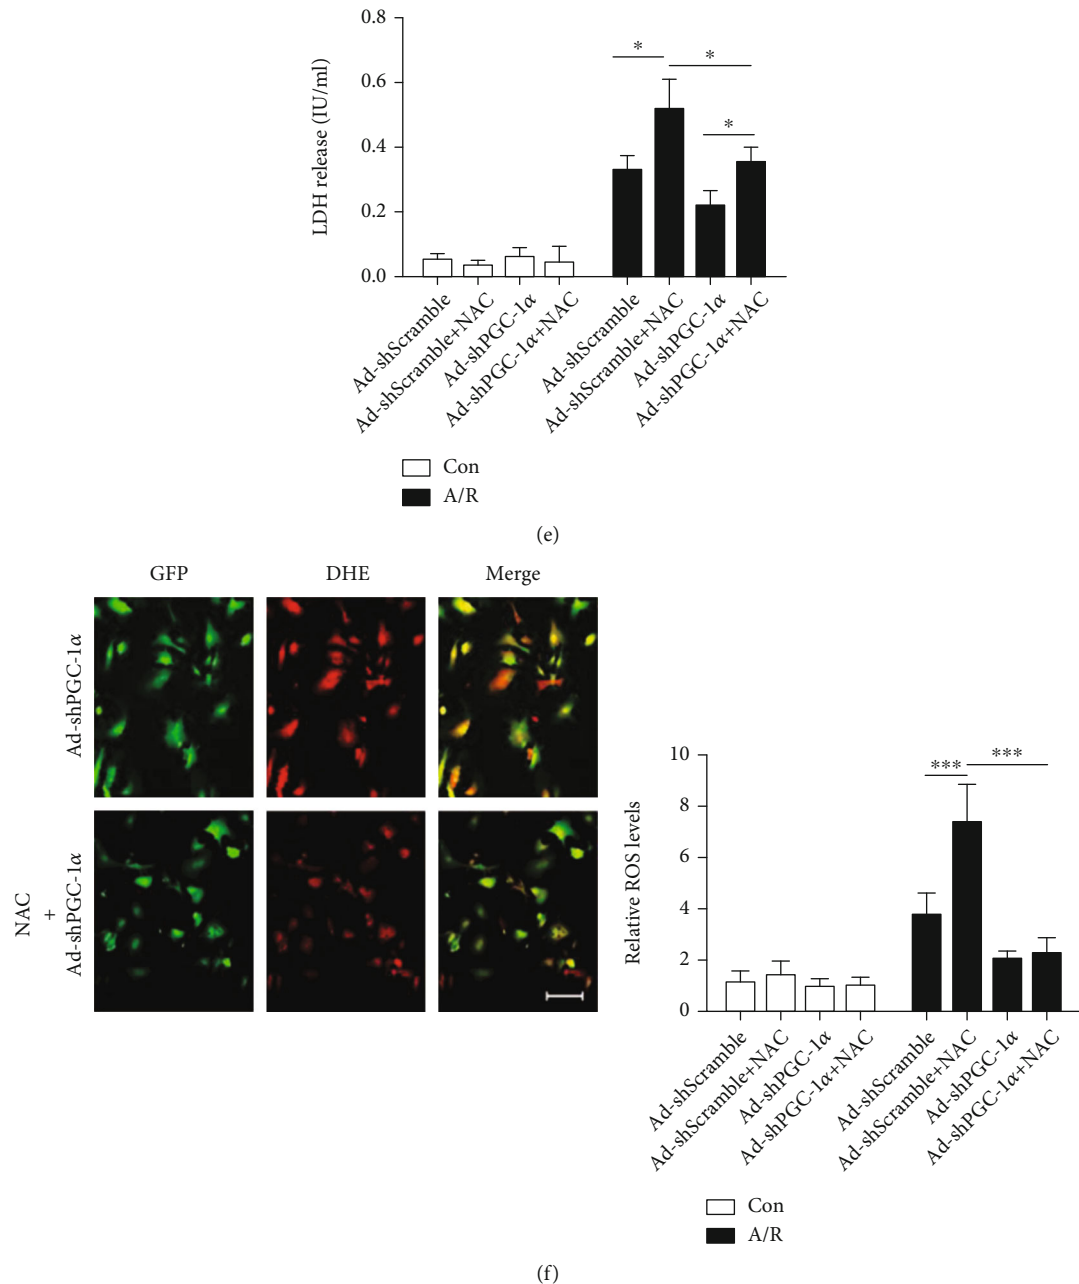 LDH release (IU/ml)
0.8
0.6
0.4
0.2
0.0
*
*
*
Ad-shScramble
Ad-shScramble+NAC
Ad-shPGC-1α
Ad-shPGC-1α+NAC
Ad-shScramble
Ad-shScramble+NAC
Ad-shPGC-1α
Ad-shPGC-1α+NAC
Con
A/R
(e)
GFP
DHE
Merge
Ad-shPGC-1α
NAC
+
Ad-shPGC-1α
Relative ROS levels
10
8
6
4
2
0
***
***
Ad-shScramble
Ad-shScramble+NAC
Ad-shPGC-1α
Ad-shPGC-1α+NAC
Ad-shScramble
Ad-shScramble+NAC
Ad-shPGC-1α
Ad-shPGC-1α+NAC
Con
A/R
(f)